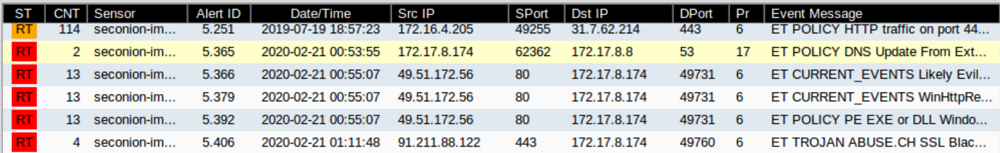 ST CNT Sensor Alert ID Date/Time Src IP SPort Dst IP DPort Pr Event Message
RT 114 seconion-im... 5.251 2019-07-19 18:57:23 172.16.4.205 49255 31.7.62.214 443 6 ET POLICY HTTP traffic on port 44...
RT 2 seconion-im... 5.365 2020-02-21 00:53:55 172.17.8.174 62362 172.17.8.8 53 17 ET POLICY DNS Update From Ext...
RT 13 seconion-im... 5.366 2020-02-21 00:55:07 49.51.172.56 80 172.17.8.174 49731 6 ET CURRENT_EVENTS Likely Evil...
RT 13 seconion-im... 5.379 2020-02-21 00:55:07 49.51.172.56 80 172.17.8.174 49731 6 ET CURRENT_EVENTS WinHttpRe...
RT 13 seconion-im... 5.392 2020-02-21 00:55:07 49.51.172.56 80 172.17.8.174 49731 6 ET POLICY PE EXE or DLL Windo...
RT 4 seconion-im... 5.406 2020-02-21 01:11:48 91.211.88.122 443 172.17.8.174 49760 6 ET TROJAN ABUSE.CH SSL Blac...